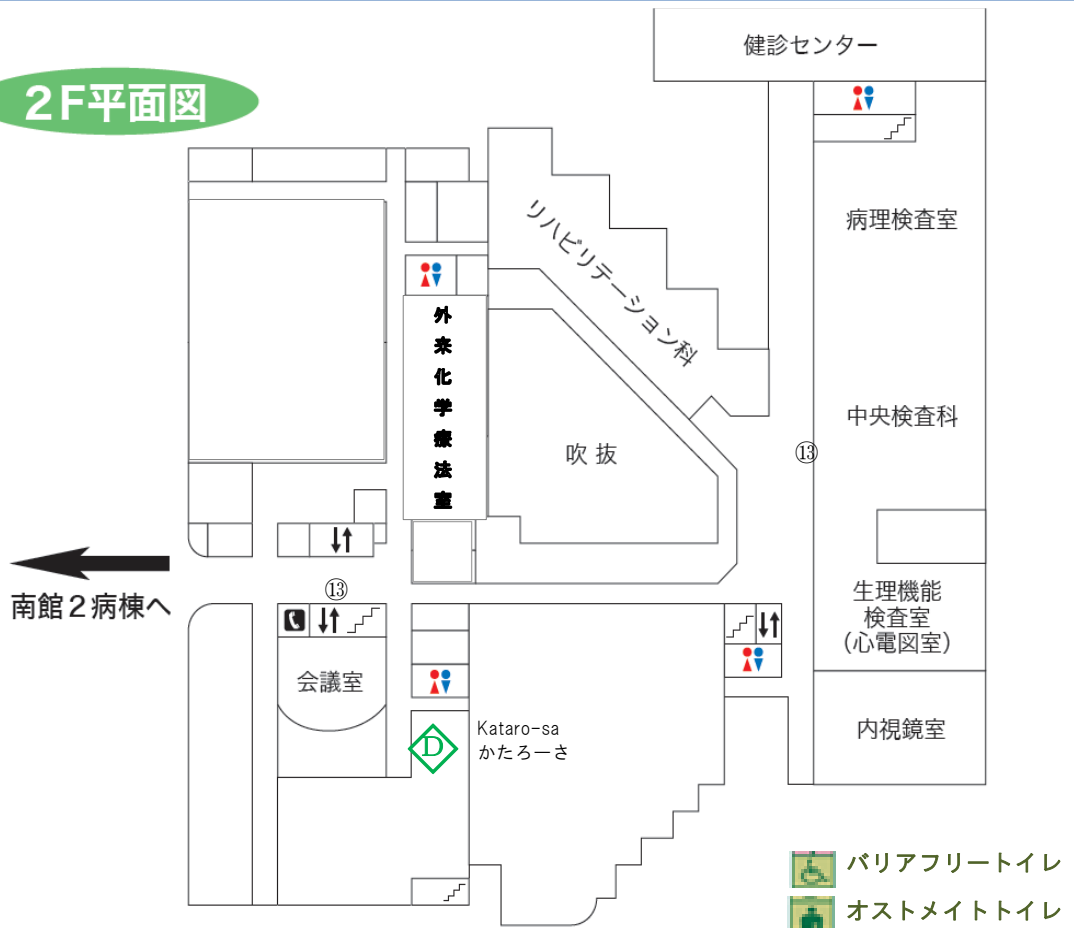 2F平面図
健診センター
病理検査室
リハビリテーション科
外来化学療法室
吹抜
中央検査科
⑬
南館2病棟へ
⑬
生理機能
検査室
(心電図室)
会議室
内視鏡室
D
Kataro-sa
かたろーさ
バリアフリートイレ
オストメイトトイレ